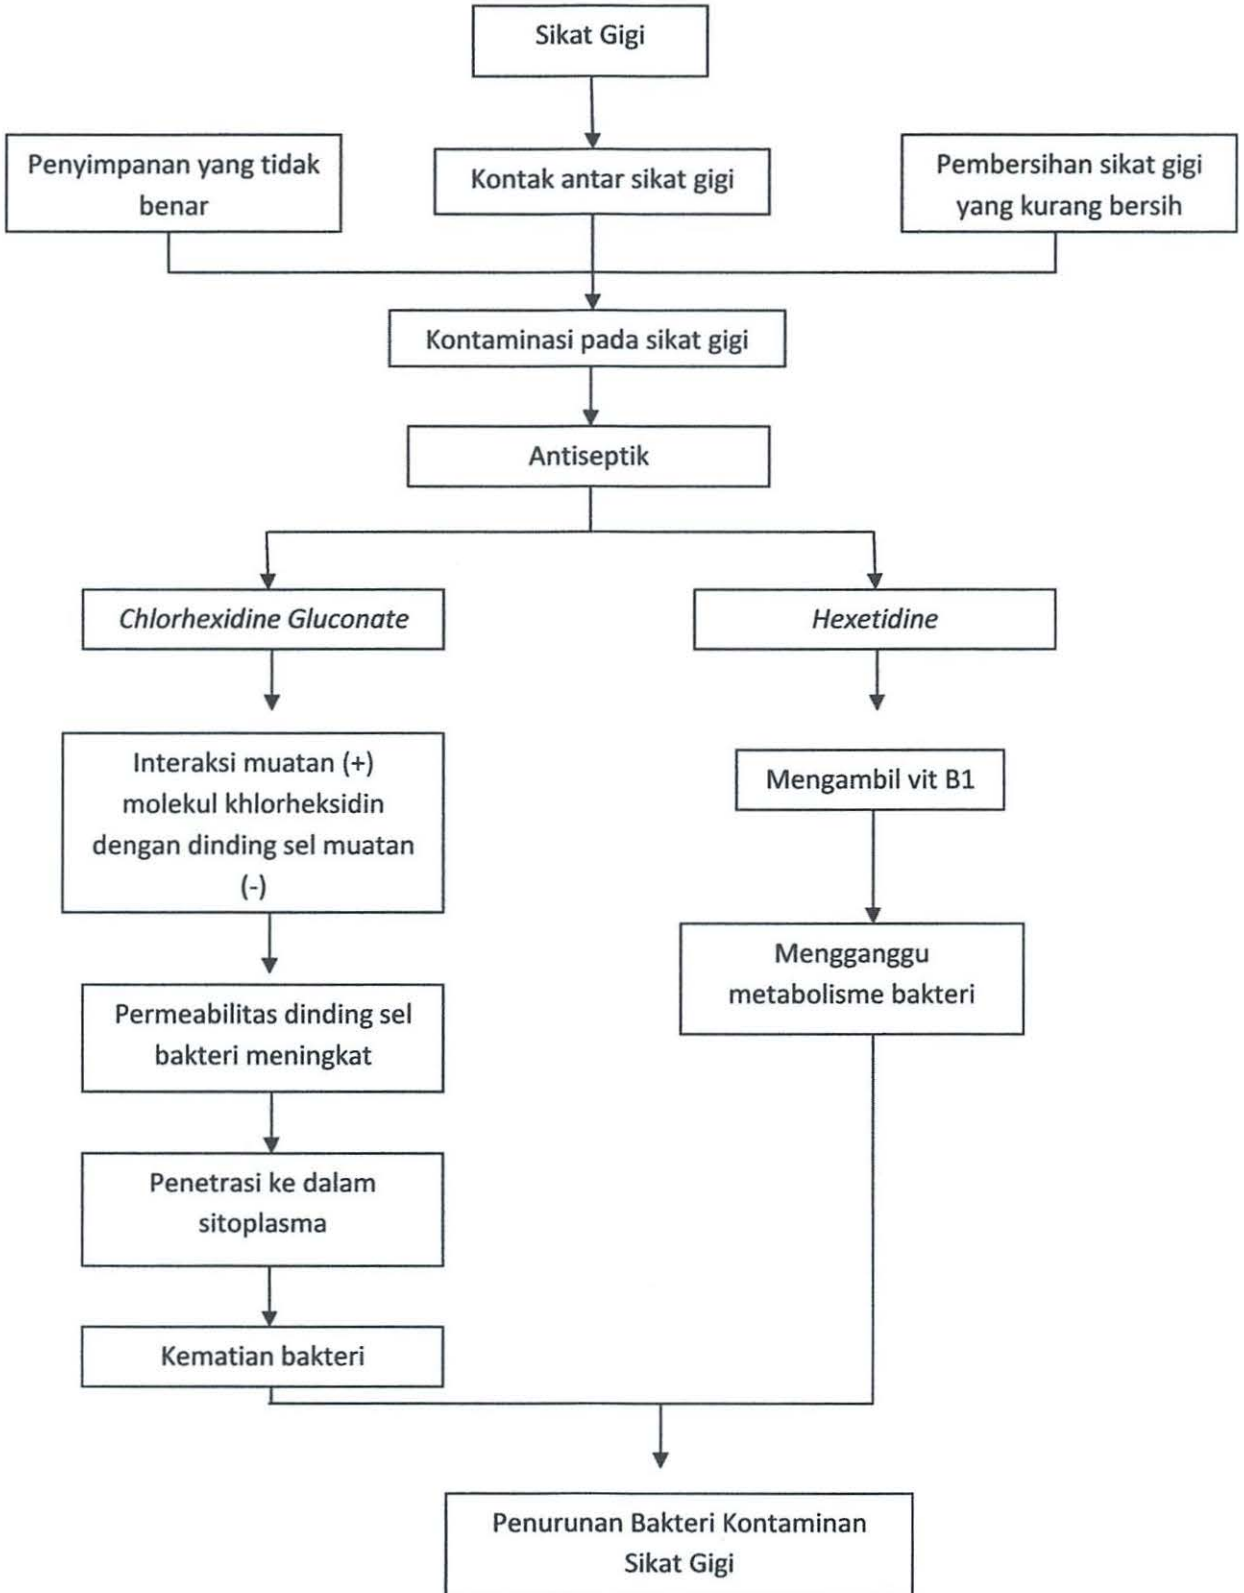 Sikat Gigi
Penyimpanan yang tidak
benar
Kontak antar sikat gigi
Pembersihan sikat gigi
yang kurang bersih
Kontaminasi pada sikat gigi
Antiseptik
Chlorhexidine Gluconate
Hexetidine
Interaksi muatan (+)
molekul khlorheksidin
dengan dinding sel muatan
(-)
Mengambil vit B1
Mengganggu
metabolisme bakteri
Permeabilitas dinding sel
bakteri meningkat
Penetrasi ke dalam
sitoplasma
Kematian bakteri
Penurunan Bakteri Kontaminan
Sikat Gigi